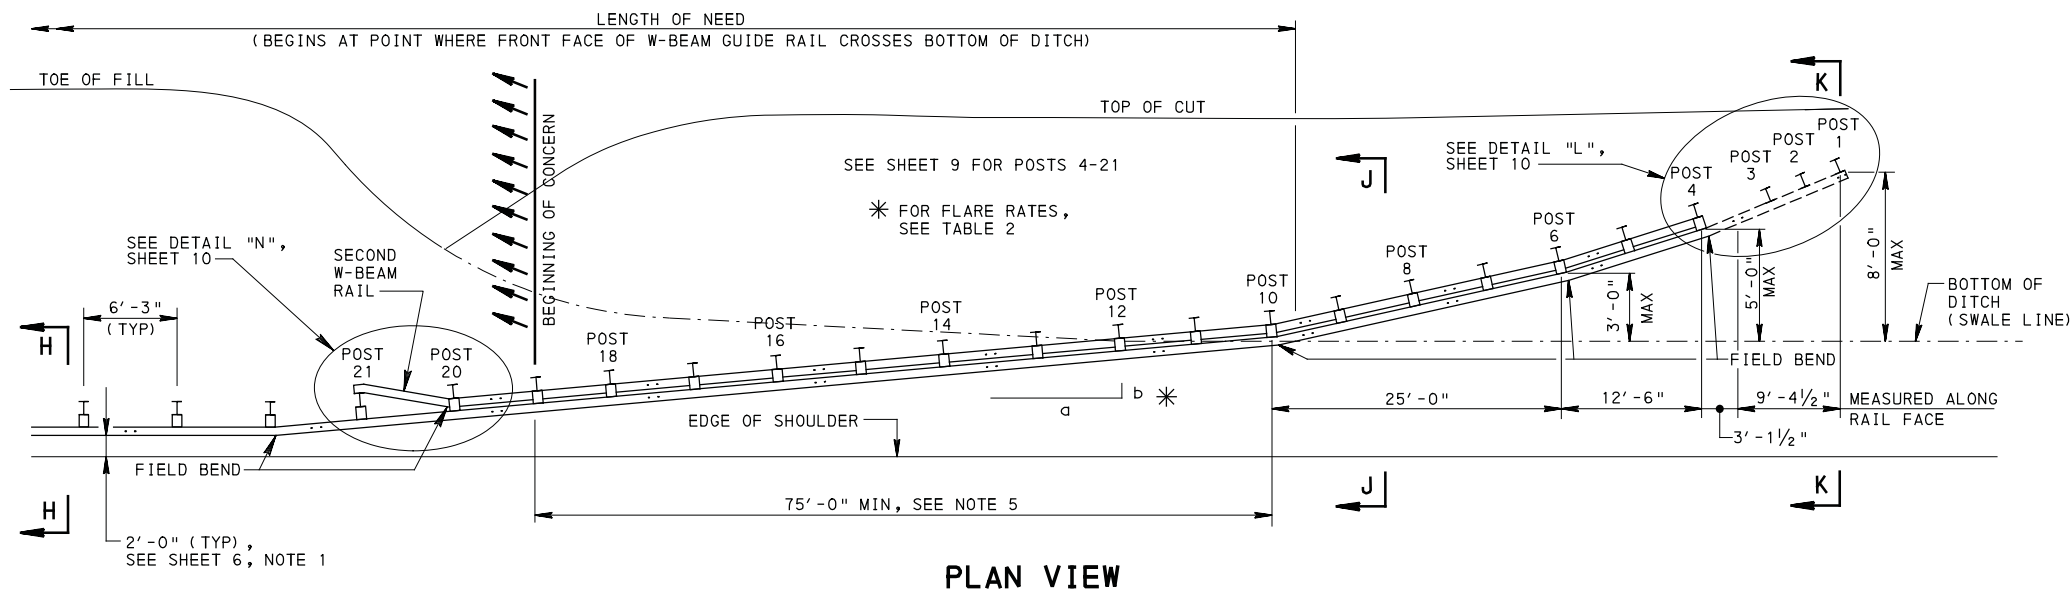 LENGTH OF NEED
(BEGINS AT POINT WHERE FRONT FACE OF W-BEAM GUIDE RAIL CROSSES BOTTOM OF DITCH)
TOE OF FILL
TOP OF CUT
K
BEGINNING OF CONCERN
SEE SHEET 9 FOR POSTS 4-21
✳ FOR FLARE RATES,
SEE TABLE 2
J
SEE DETAIL "L",
SHEET 10
POST
1
POST
2
POST
3
POST
4
SEE DETAIL "N",
SHEET 10
SECOND
W-BEAM
RAIL
POST
6
POST
8
POST
10
POST
12
POST
14
POST
16
POST
18
POST
20
POST
21
3'-0"
MAX
5'-0"
MAX
8'-0"
MAX
BOTTOM OF
DITCH
(SWALE LINE)
6'-3"
(TYP)
H
FIELD BEND
a
b ✳
25'-0"
12'-6"
9'-4½"
MEASURED ALONG
RAIL FACE
3'-1½"
EDGE OF SHOULDER
FIELD BEND
75'-0" MIN, SEE NOTE 5
H
J
K
2'-0" (TYP),
SEE SHEET 6, NOTE 1
PLAN VIEW